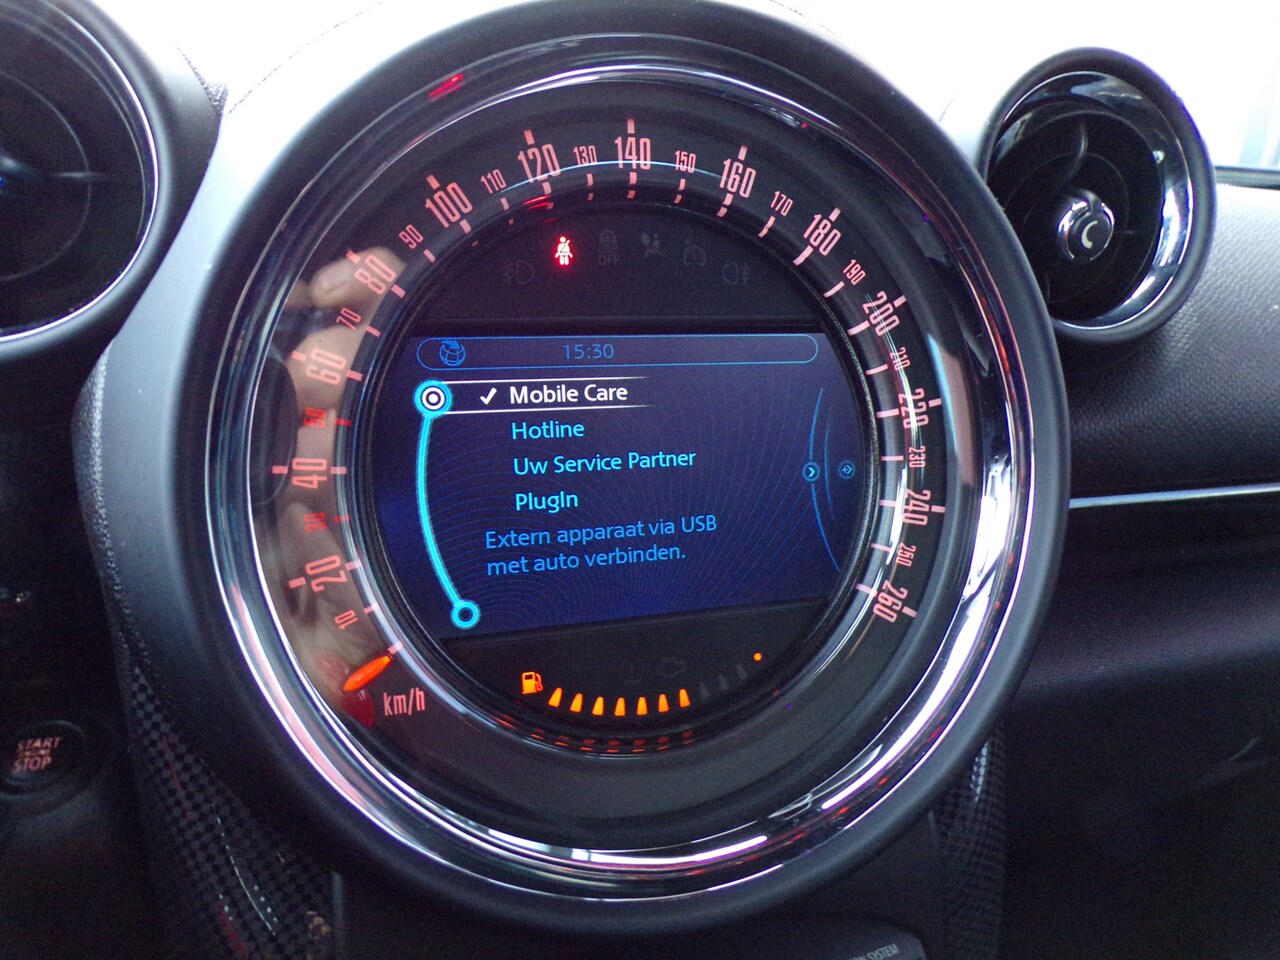 10
20
30
40
50
60
70
80
90
100
110
120
130
140
150
160
170
180
190
200
210
220
230
240
250
260
km/h
OFF
15:30
Mobile Care
Hotline
Uw Service Partner
PlugIn
Extern apparaat via USB
met auto verbinden.
START
STOP
SYSTEM